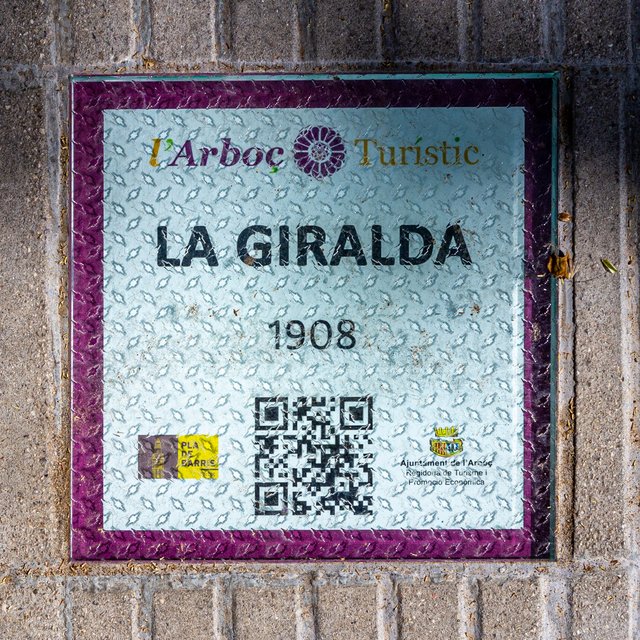 l'Arboç Turístic
LA GIRALDA
1908
PLA
DE
BARRIS
Ajuntament de l'Arboç
Regidoria de Turisme i
Promoció Econòmica